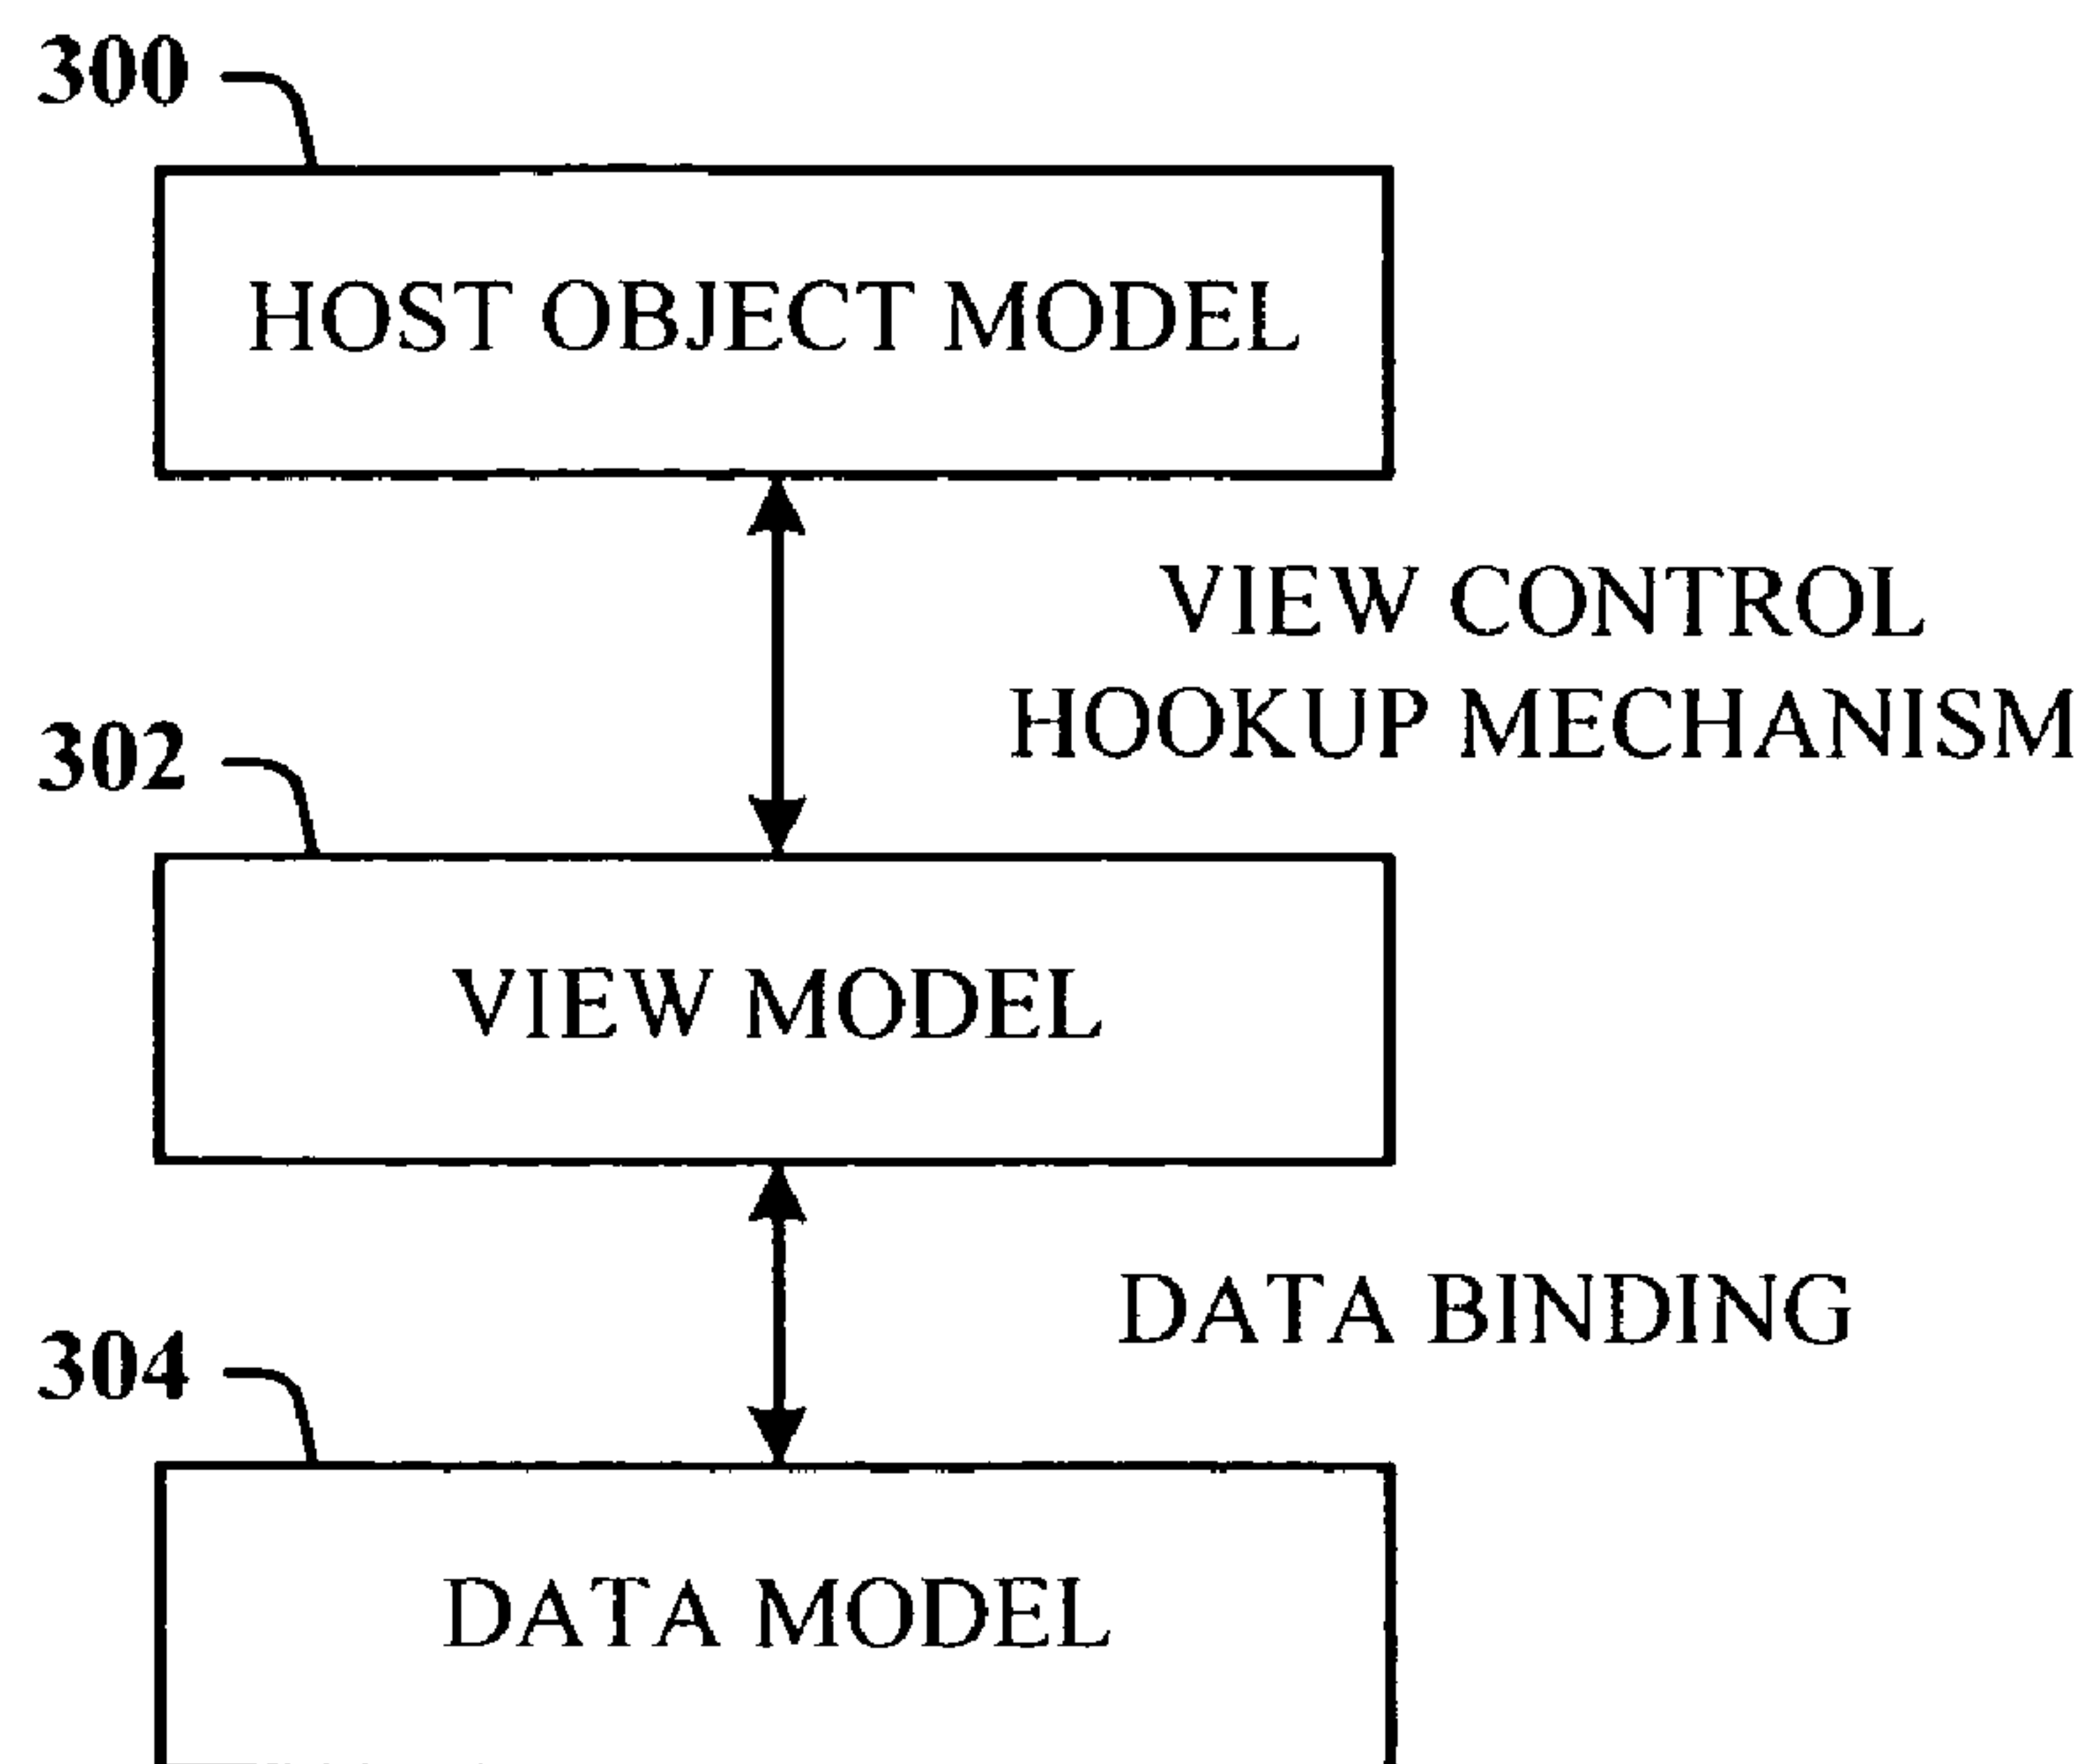 300
HOST OBJECT MODEL
VIEW CONTROL
HOOKUP MECHANISM
302
VIEW MODEL
DATA BINDING
304
DATA MODEL